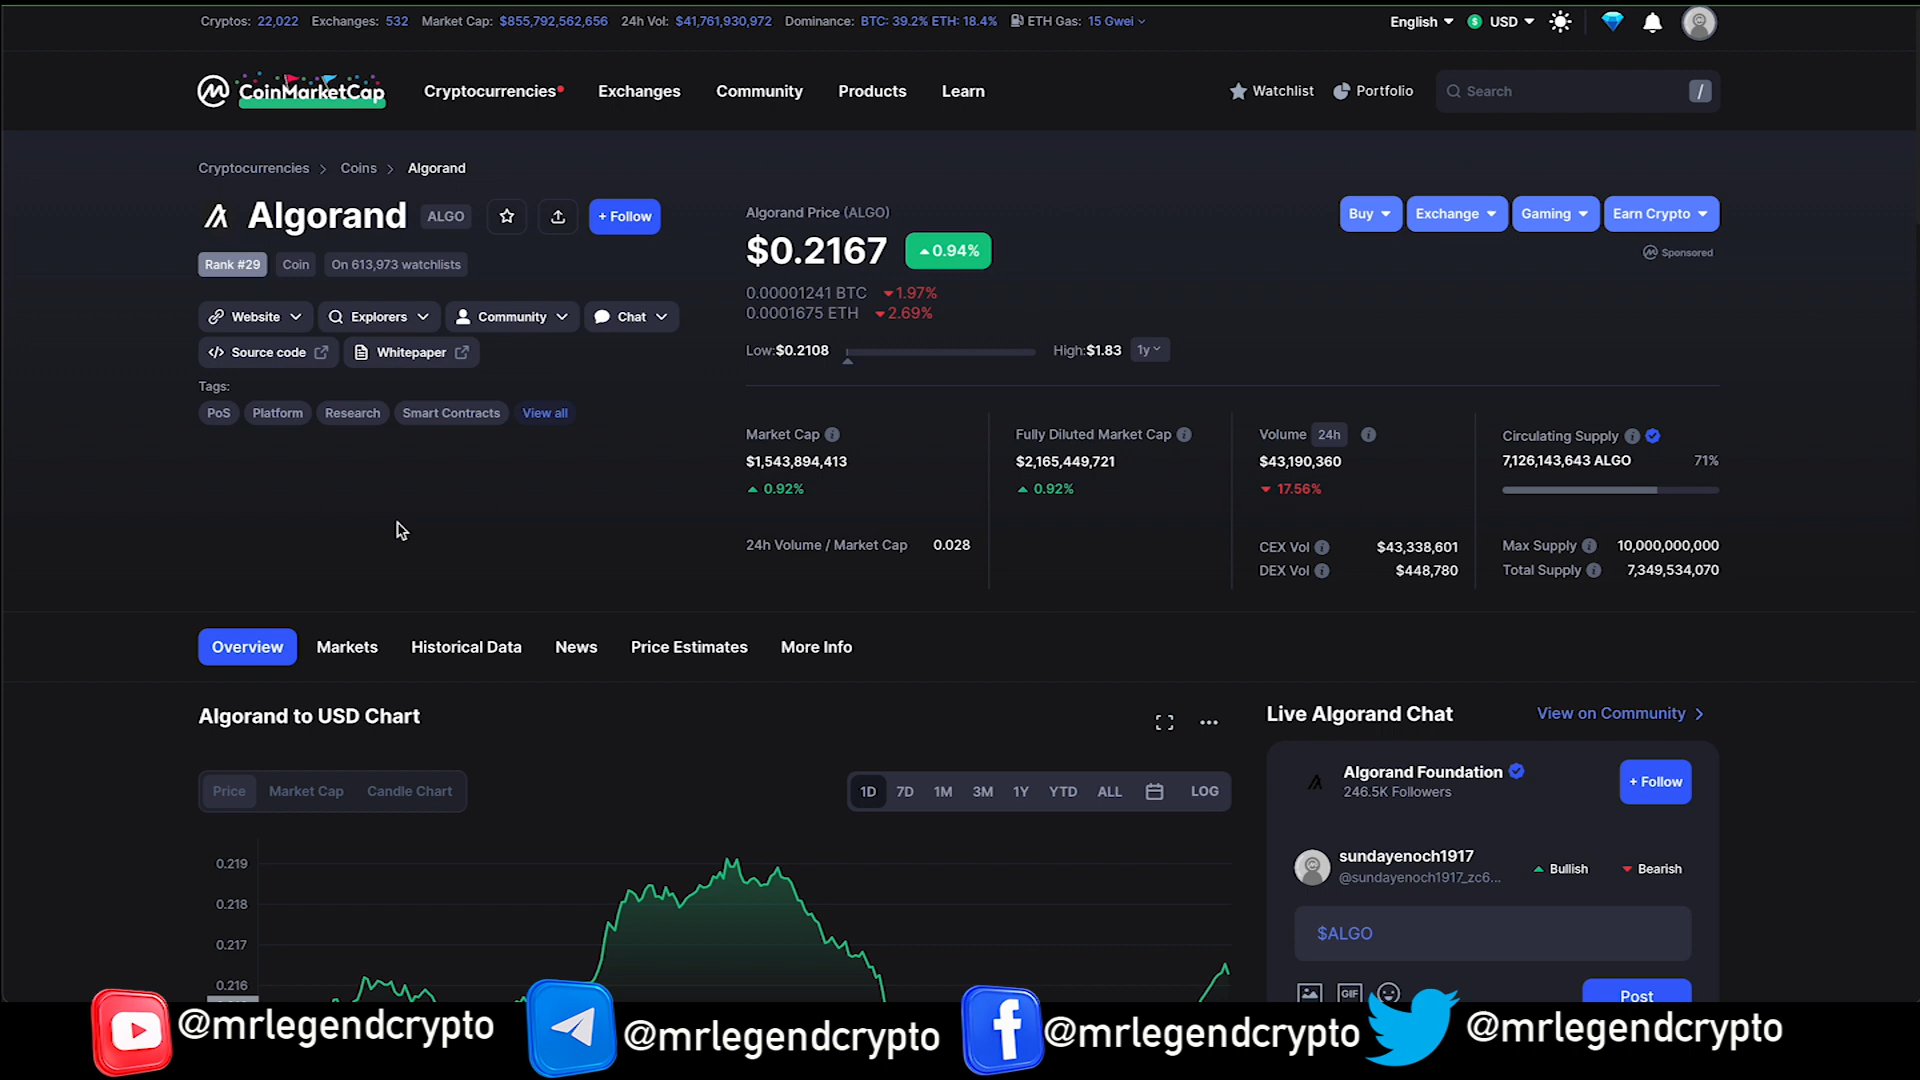 Cryptos: 22,022 Exchanges: 532 Market Cap: $855,792,562,656 24h Vol: $41,761,930,972 Dominance: BTC: 39.2% ETH: 18.4% ETH Gas: 15 Gwei
English USD
CoinMarketCap Cryptocurrencies Exchanges Community Products Learn Watchlist Portfolio Search /
Cryptocurrencies > Coins > Algorand
Algorand ALGO + Follow
Rank #29 Coin On 613,973 watchlists
Website Explorers Community Chat
Source code Whitepaper
Tags:
PoS Platform Research Smart Contracts View all
Algorand Price (ALGO)
$0.2167 0.94%
0.00001241 BTC 1.97%
0.0001675 ETH 2.69%
Low:$0.2108 High:$1.83 1y
Buy Exchange Gaming Earn Crypto
Sponsored
Market Cap
$1,543,894,413
0.92%
24h Volume / Market Cap 0.028
Fully Diluted Market Cap
$2,165,449,721
0.92%
Volume 24h
$43,190,360
17.56%
CEX Vol $43,338,601
DEX Vol $448,780
Circulating Supply
7,126,143,643 ALGO 71%
Max Supply 10,000,000,000
Total Supply 7,349,534,070
Overview Markets Historical Data News Price Estimates More Info
Algorand to USD Chart
Price Market Cap Candle Chart 1D 7D 1M 3M 1Y YTD ALL LOG
0.219
0.218
0.217
0.216
Live Algorand Chat View on Community >
Algorand Foundation
246.5K Followers
+ Follow
sundayenoch1917
@sundayenoch1917_zc6...
Bullish Bearish
$ALGO
GIF Post
@mrlegendcrypto @mrlegendcrypto @mrlegendcrypto @mrlegendcrypto